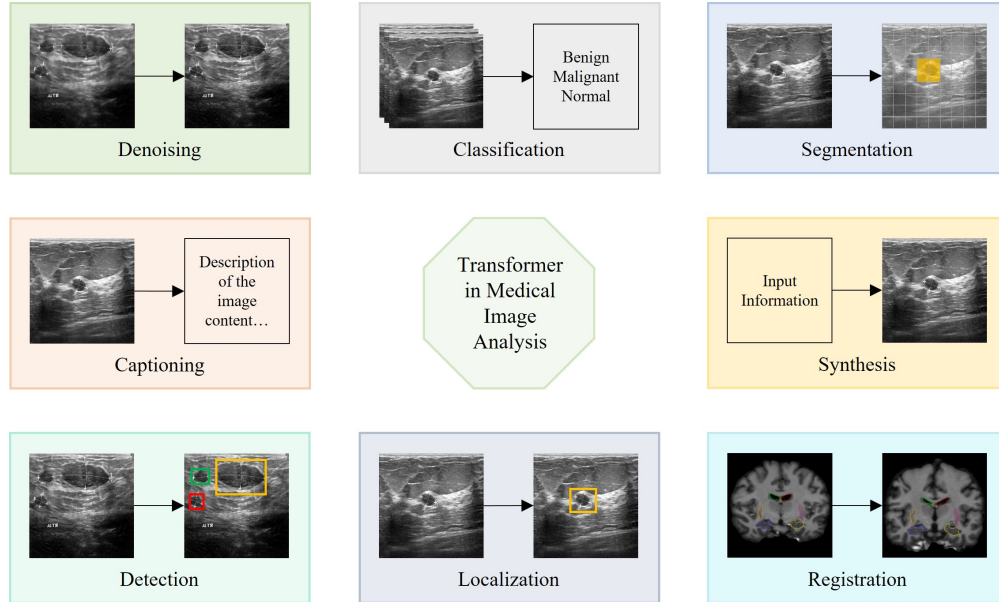 Denoising
Benign
Malignant
Normal
Classification
Segmentation
Description
of the
image
content…
Captioning
Transformer
in Medical
Image
Analysis
Input
Information
Synthesis
Detection
Localization
Registration